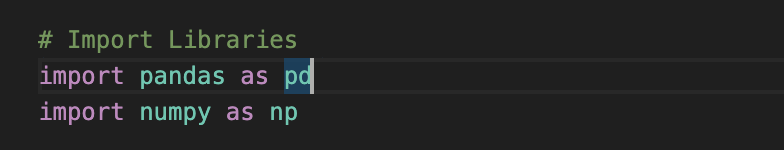 # Import Libraries
import pandas as pd
import numpy as np